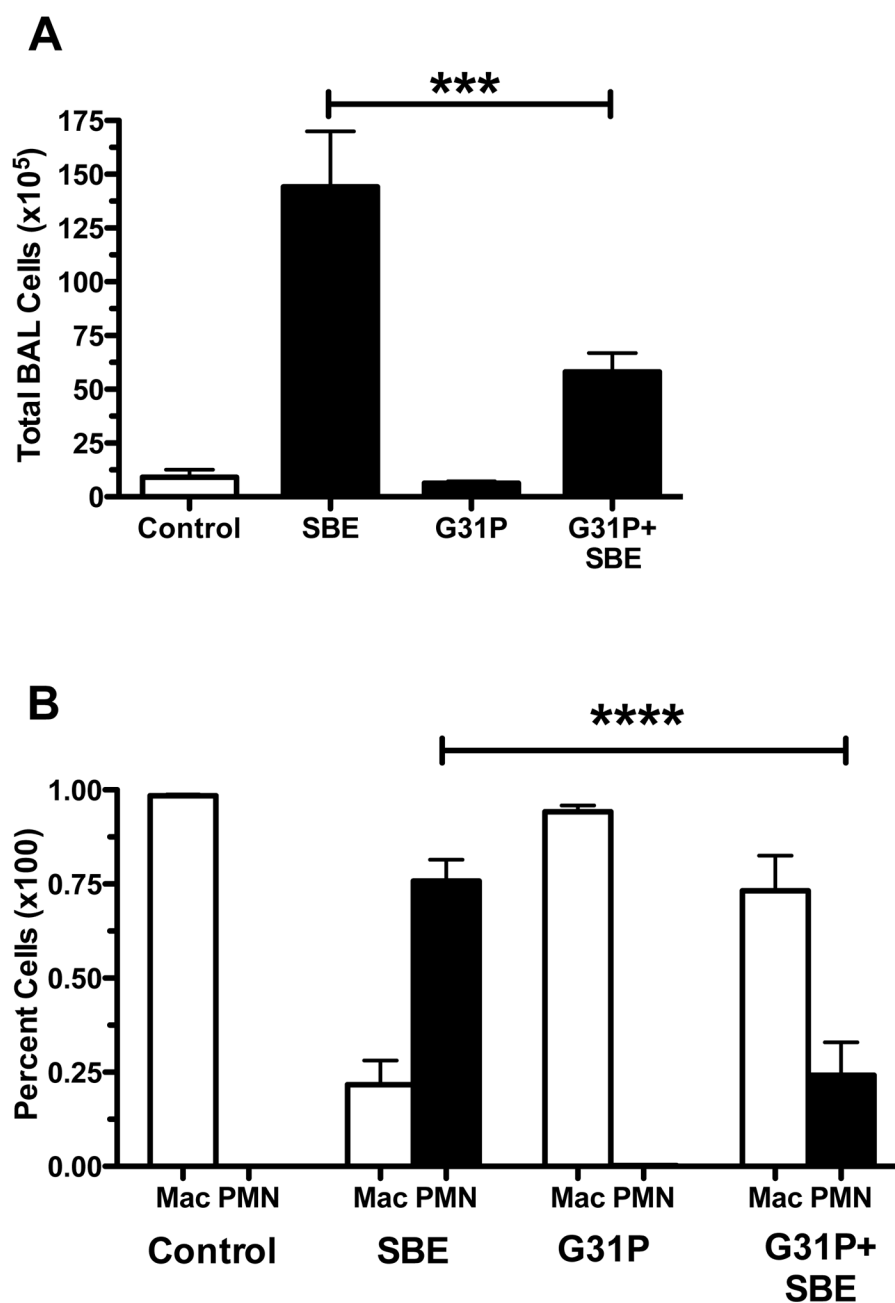 A
***
Total BAL Cells (x10⁵)
175
150
125
100
75
50
25
0
Control SBE G31P G31P+
SBE
B
****
Percent Cells (x100)
1.00
0.75
0.50
0.25
0.00
Mac PMN Mac PMN Mac PMN Mac PMN
Control SBE G31P G31P+
SBE